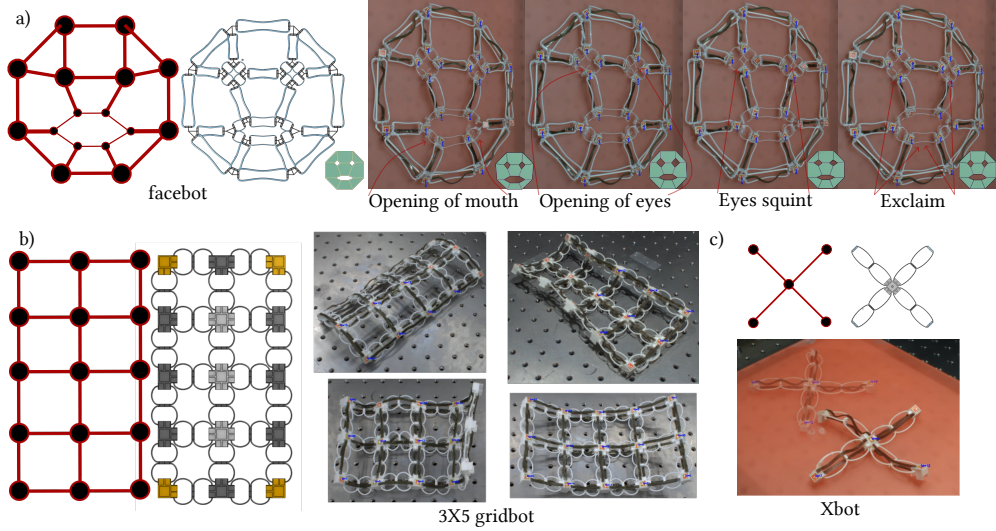 a)
facebot
Opening of mouth
Opening of eyes
Eyes squint
Exclaim
b)
3X5 gridbot
c)
Xbot